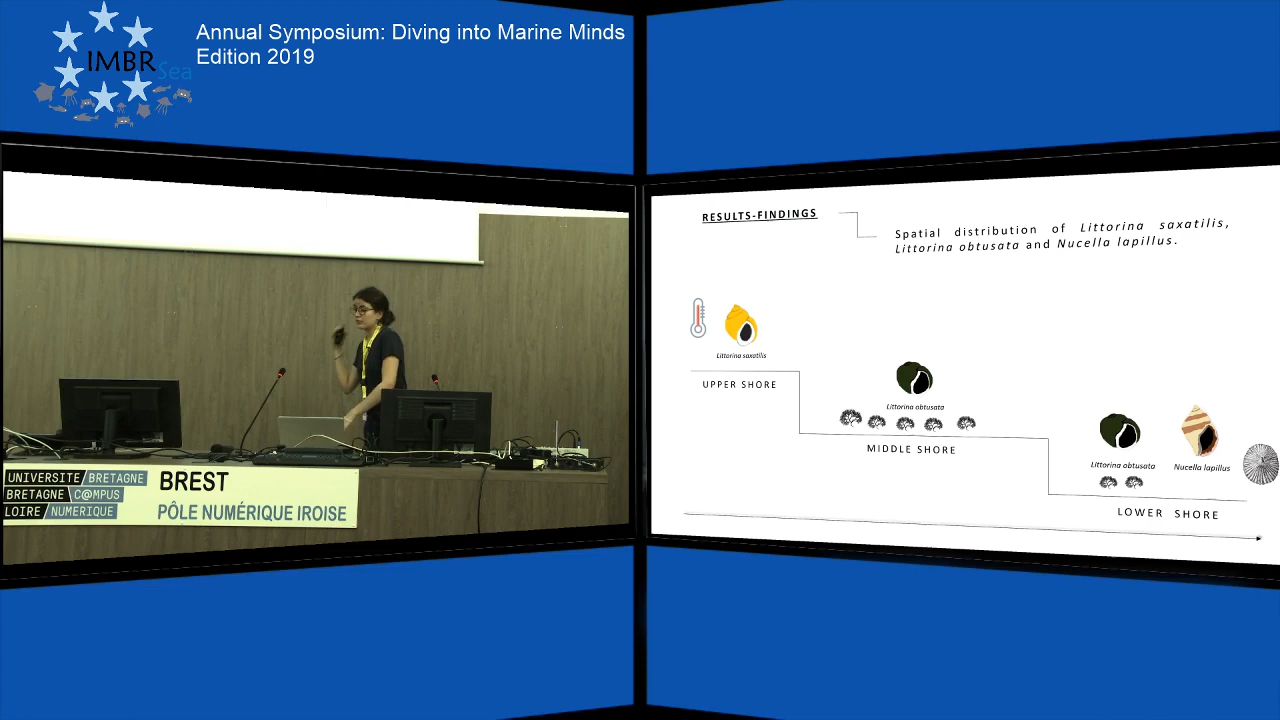 Annual Symposium: Diving into Marine Minds
Edition 2019
IMBRSea
RESULTS-FINDINGS
Spatial distribution of Littorina saxatilis,
Littorina obtusata and Nucella lapillus.
Littorina saxatilis
UPPER SHORE
Littorina obtusata
MIDDLE SHORE
Littorina obtusata
Nucella lapillus
LOWER SHORE
UNIVERSITE/BRETAGNE
BRETAGNE\C@MPUS
LOIRE/NUMERIQUE
BREST
PÔLE NUMÉRIQUE IROISE